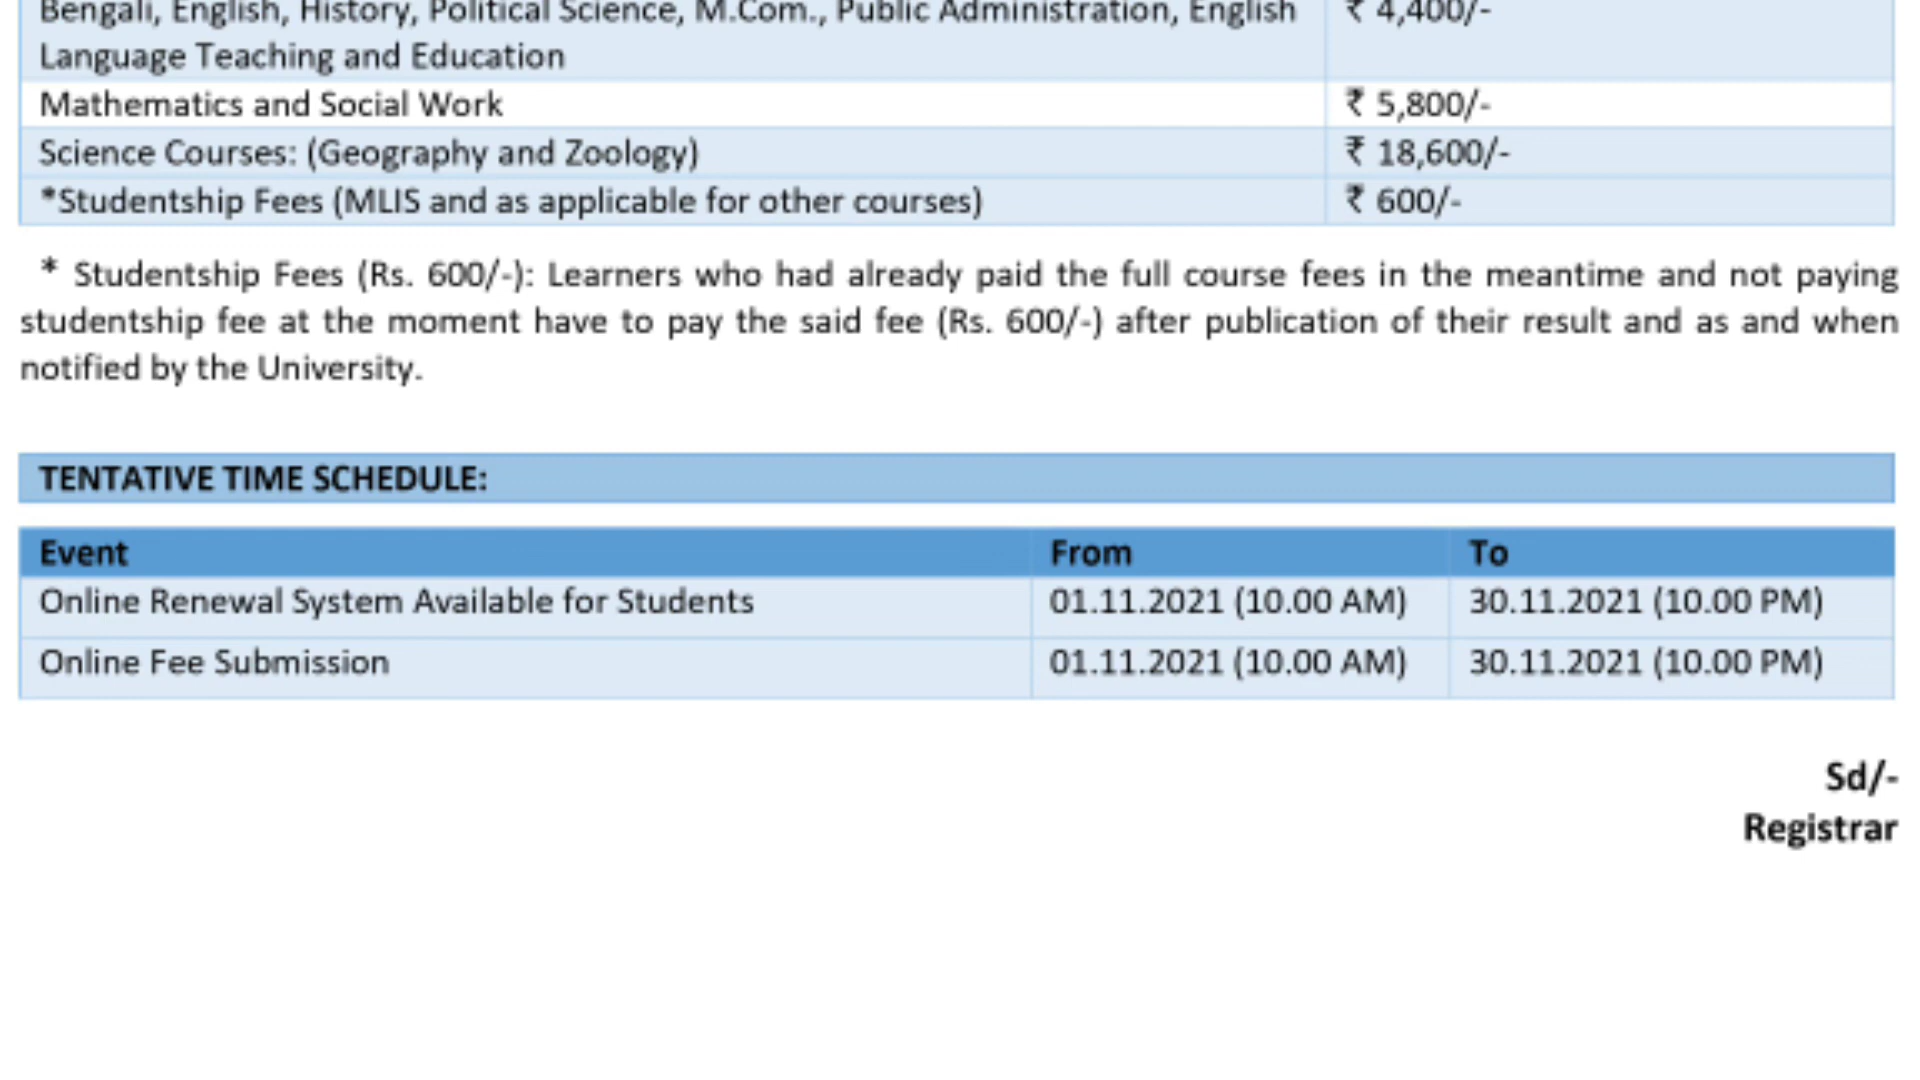 Bengali, English, History, Political Science, M.Com., Public Administration, English ₹ 4,400/-
Language Teaching and Education
Mathematics and Social Work ₹ 5,800/-
Science Courses: (Geography and Zoology) ₹ 18,600/-
*Studentship Fees (MLIS and as applicable for other courses) ₹ 600/-
* Studentship Fees (Rs. 600/-): Learners who had already paid the full course fees in the meantime and not paying
studentship fee at the moment have to pay the said fee (Rs. 600/-) after publication of their result and as and when
notified by the University.
TENTATIVE TIME SCHEDULE:
Event From To
Online Renewal System Available for Students 01.11.2021 (10.00 AM) 30.11.2021 (10.00 PM)
Online Fee Submission 01.11.2021 (10.00 AM) 30.11.2021 (10.00 PM)
Sd/-
Registrar